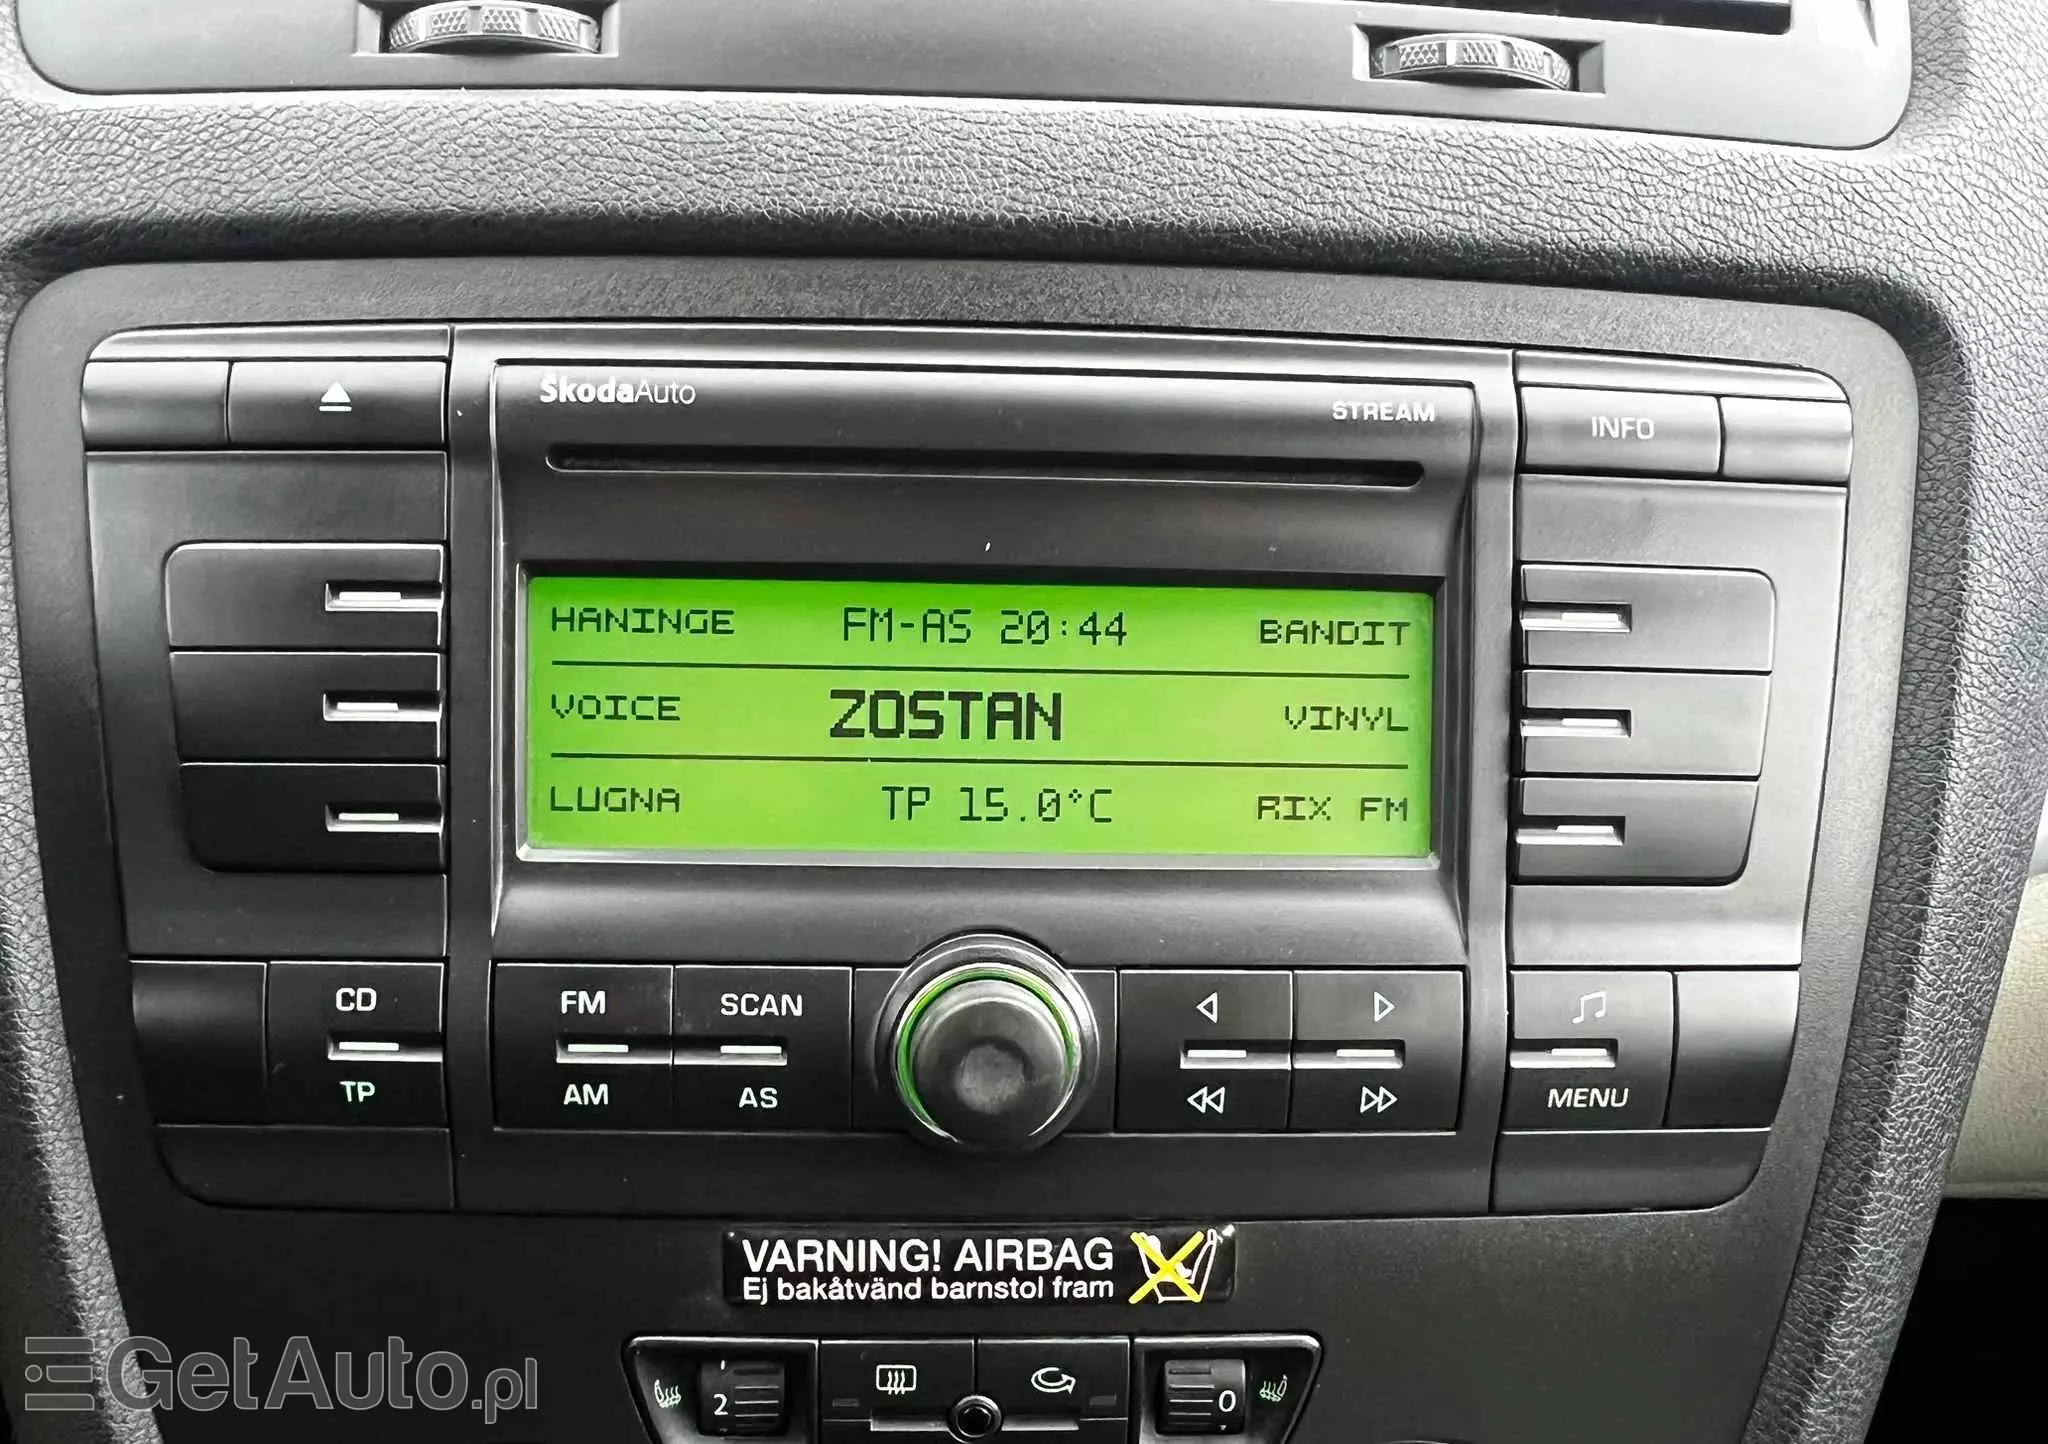 ŠkodaAuto
STREAM
INFO
HANINGE FM-AS 20:44 BANDIT
VOICE ZOSTAN VINYL
LUGNA TP 15.0°C RIX FM
CD FM SCAN
TP AM AS MENU
VARNING! AIRBAG
Ej bakåtvänd barnstol fram
2 0
GetAuto.pl